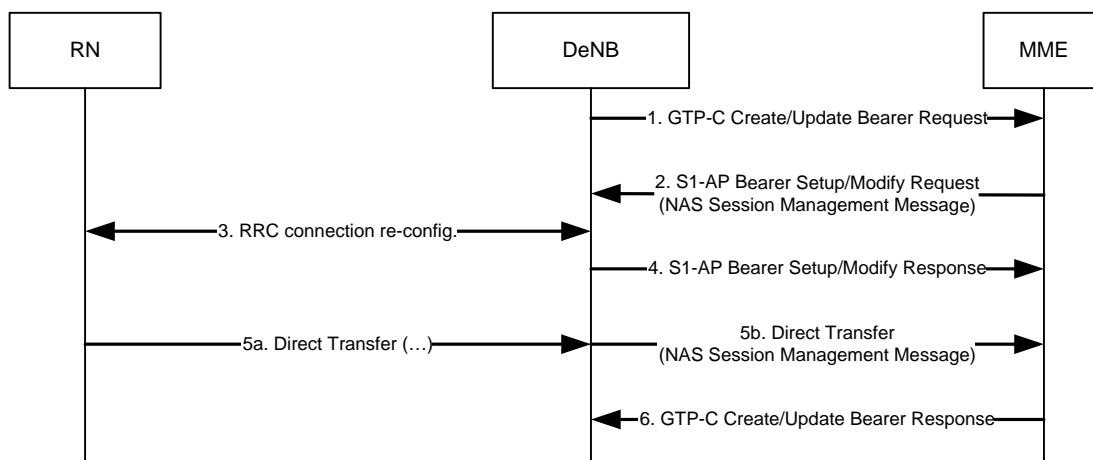 RN
DeNB
MME
1. GTP-C Create/Update Bearer Request
2. S1-AP Bearer Setup/Modify Request
(NAS Session Management Message)
3. RRC connection re-config.
4. S1-AP Bearer Setup/Modify Response
5a. Direct Transfer (…)
5b. Direct Transfer
(NAS Session Management Message)
6. GTP-C Create/Update Bearer Response